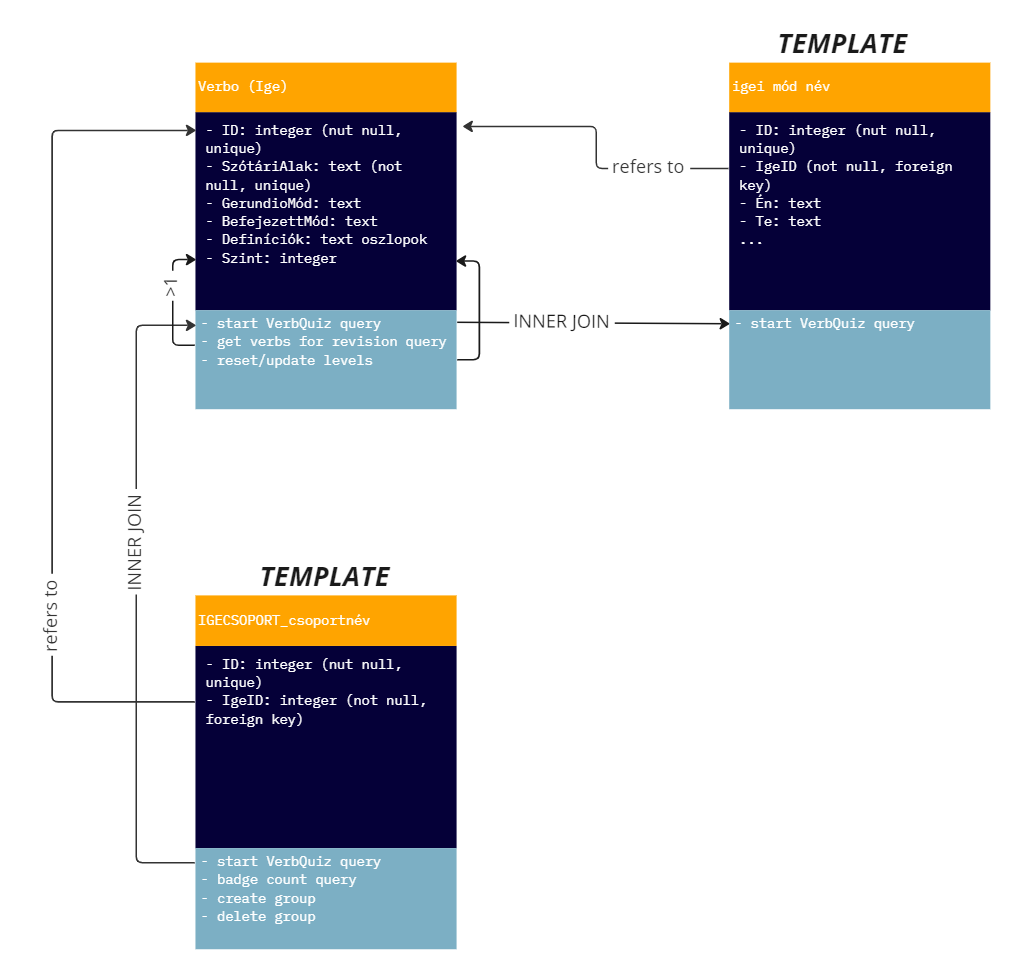 TEMPLATE
Verbo (Ige)
- ID: integer (nut null,
unique)
- SzótáriAlak: text (not
null, unique)
- GerundioMód: text
- BefejezettMód: text
- Definíciók: text oszlopok
- Szint: integer
- start VerbQuiz query
- get verbs for revision query
- reset/update levels
>1
refers to
INNER JOIN
igei mód név
- ID: integer (nut null,
unique)
- IgeID (not null, foreign
key)
- Én: text
- Te: text
...
- start VerbQuiz query
INNER JOIN
refers to
TEMPLATE
IGECSOPORT_csoportnév
- ID: integer (nut null,
unique)
- IgeID: integer (not null,
foreign key)
- start VerbQuiz query
- badge count query
- create group
- delete group